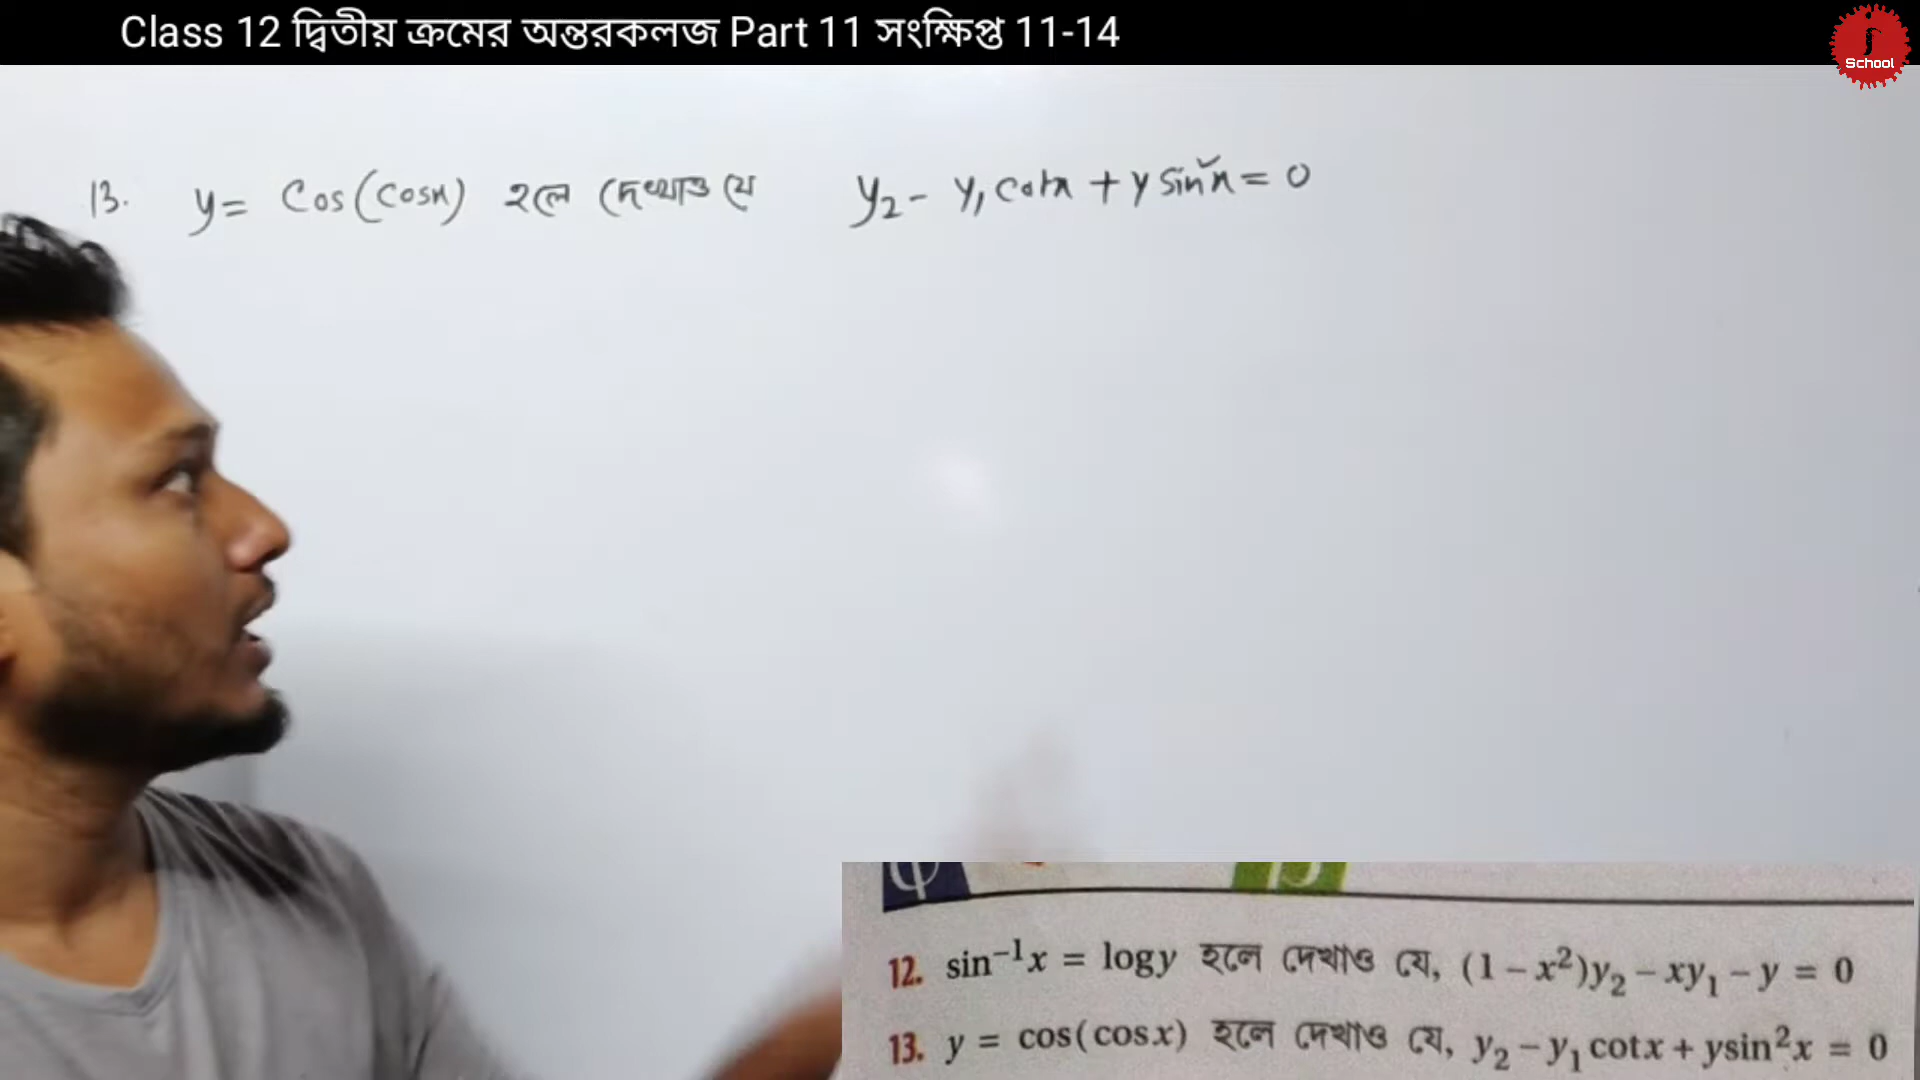 Class 12 দ্বিতীয় ক্রমের অন্তরকলজ Part 11 সংক্ষিপ্ত 11-14
ʃ School
13. y = Cos(cosx) হলে দেখাও যে y₂ - y₁ cotx + y sin²x = 0
12. sin⁻¹x = logy হলে দেখাও যে, (1 – x²)y₂ – xy₁ – y = 0
13. y = cos(cosx) হলে দেখাও যে, y₂ – y₁ cotx + ysin²x = 0